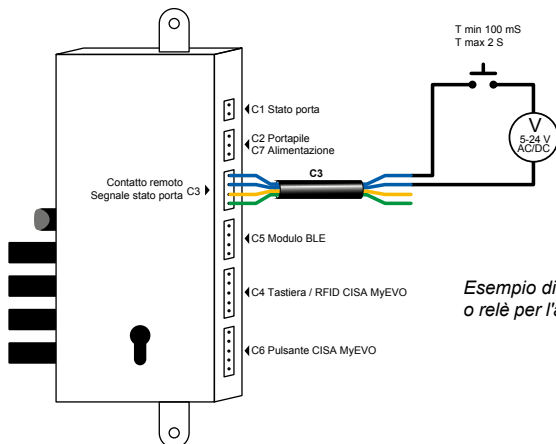 T min 100 mS
T max 2 S
C1 Stato porta
V
5-24 V
AC/DC
C2 Portapile
C7 Alimentazione
C3
Contatto remoto
Segnale stato porta C3
C5 Modulo BLE
C4 Tastiera / RFID CISA MyEVO
Esempio di
o relè per l'a
C6 Pulsante CISA MyEVO